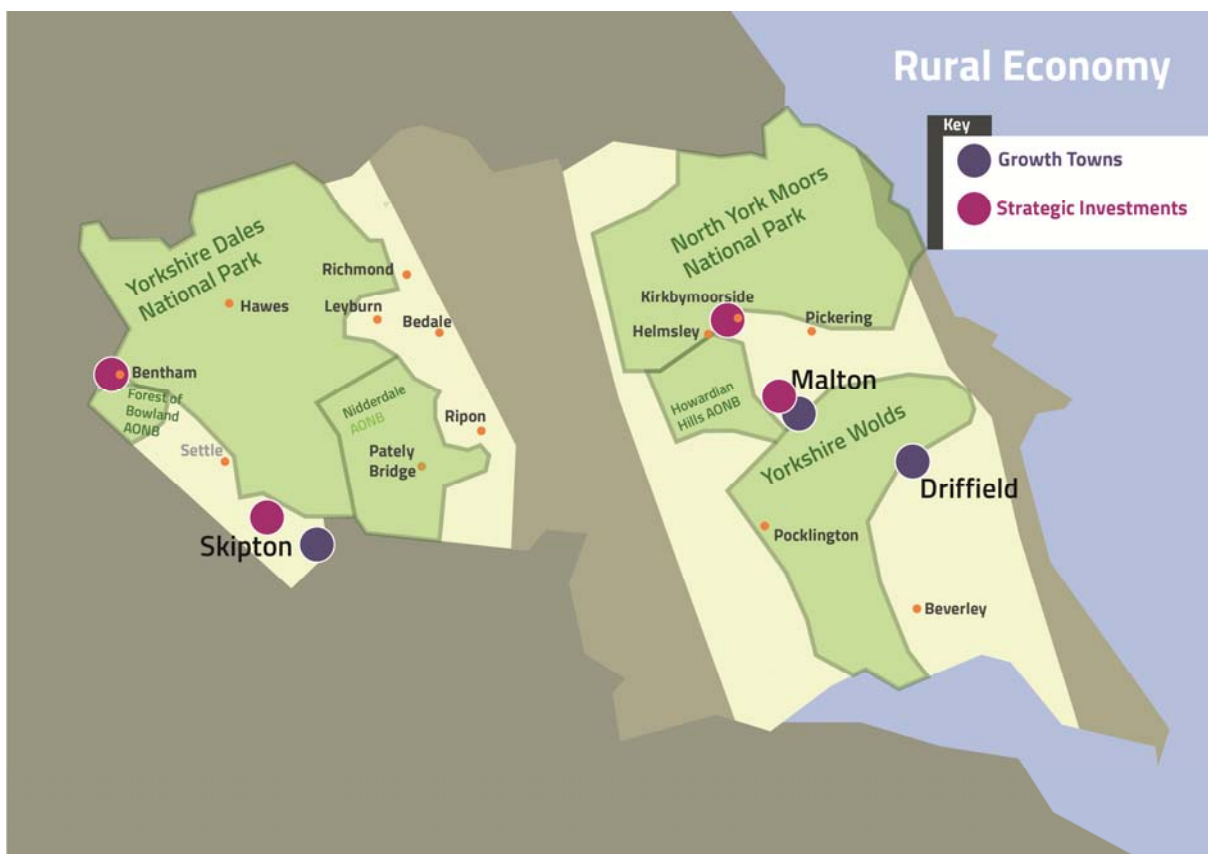 Rural Economy
Key
Growth Towns
Strategic Investments
Yorkshire Dales
National Park
North York Moors
National Park
Richmond
Hawes
Leyburn
Bedale
Kirkbymoorside
Helmsley
Pickering
Bentham
Forest of
Bowland
AONB
Nidderdale
AONB
Ripon
Howardian
Hills AONB
Malton
Settle
Pately
Bridge
Yorkshire Wolds
Driffield
Skipton
Pocklington
Beverley